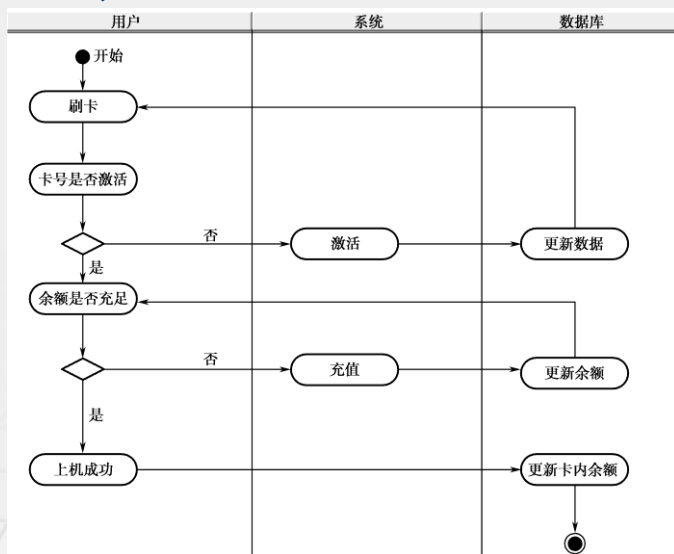 用户
系统
数据库
开始
刷卡
卡号是否激活
否
激活
更新数据
是
余额是否充足
否
充值
更新余额
是
上机成功
更新卡内余额